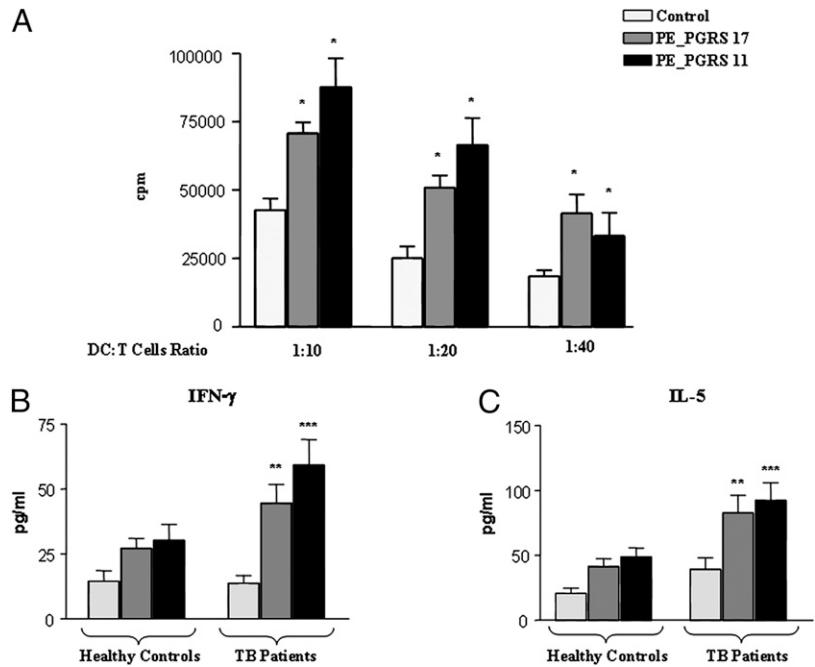 A
Control
PE_PGRS 17
PE_PGRS 11
100000
75000
50000
25000
0
cpm
* * * * * *
DC:T Cells Ratio 1:10 1:20 1:40
B
IFN-γ
75
50
25
0
pg/ml
** ***
Healthy Controls TB Patients
C
IL-5
150
100
50
0
pg/ml
** ***
Healthy Controls TB Patients